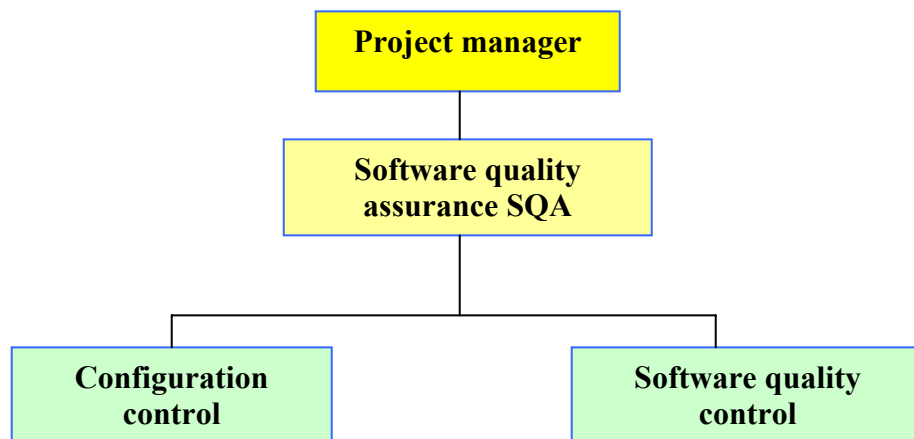 Project manager
Software quality
assurance SQA
Configuration
control
Software quality
control